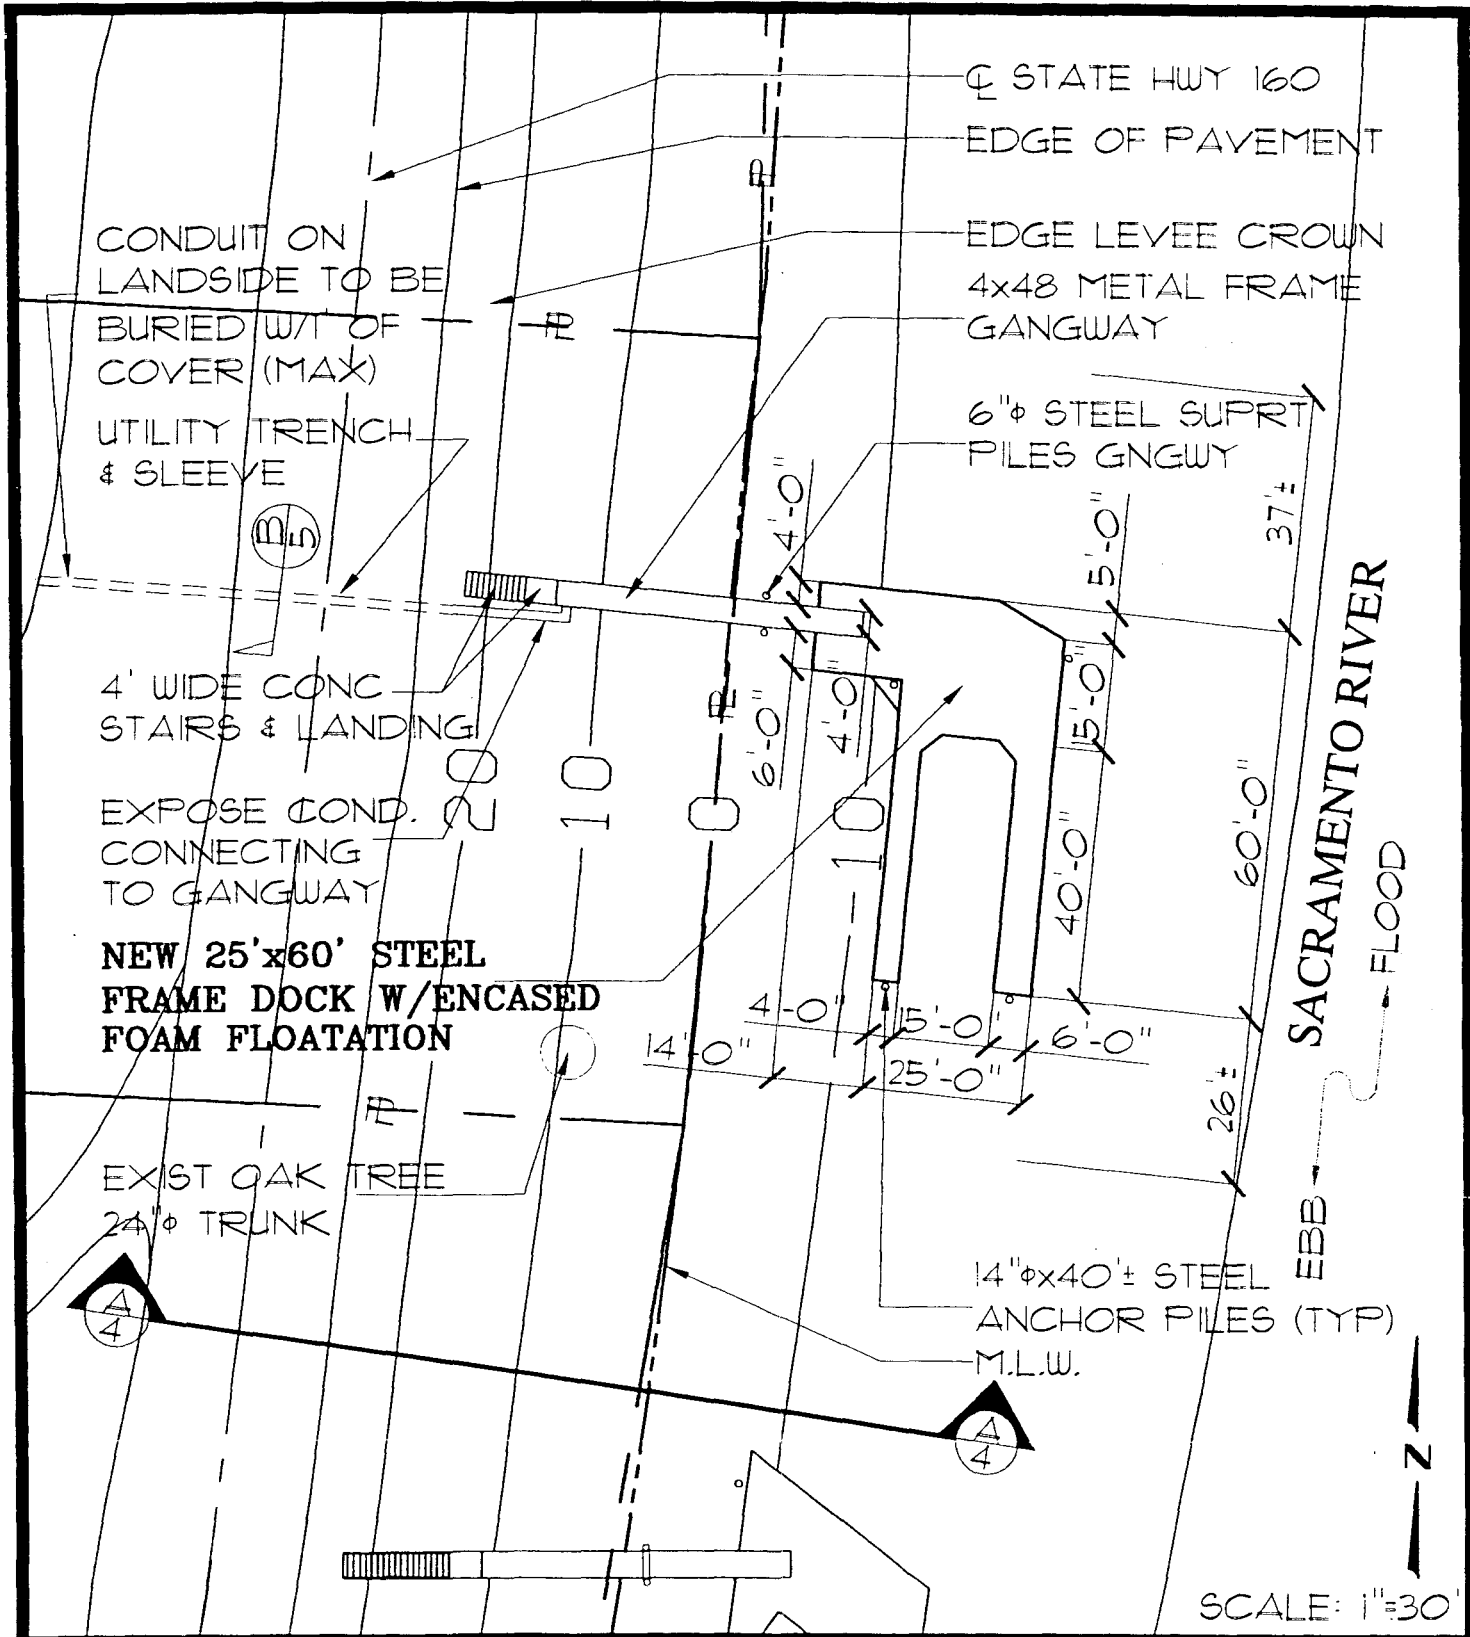 ℄ STATE HWY 160
EDGE OF PAVEMENT
EDGE LEVEE CROWN
4x48 METAL FRAME
GANGWAY
6"φ STEEL SUPRT
PILES GNGWY
CONDUIT ON
LANDSIDE TO BE
BURIED W/1' OF
COVER (MAX)
UTILITY TRENCH
& SLEEVE
B
5
4' WIDE CONC
STAIRS & LANDING
EXPOSE COND.
CONNECTING
TO GANGWAY
NEW 25'x60' STEEL
FRAME DOCK W/ENCASED
FOAM FLOATATION
EXIST OAK TREE
24"φ TRUNK
PL
PL
PL
PL
20
10
0
10
4'-0"
6'-0"
4'-0"
5'-0"
15'-0"
40'-0"
37'±
60'-0"
26'±
4'-0"
15'-0"
6'-0"
14'-0"
25'-0"
SACRAMENTO RIVER
EBB
FLOOD
14"φx40'± STEEL
ANCHOR PILES (TYP)
M.L.W.
A
4
A
4
N
SCALE: 1"=30'